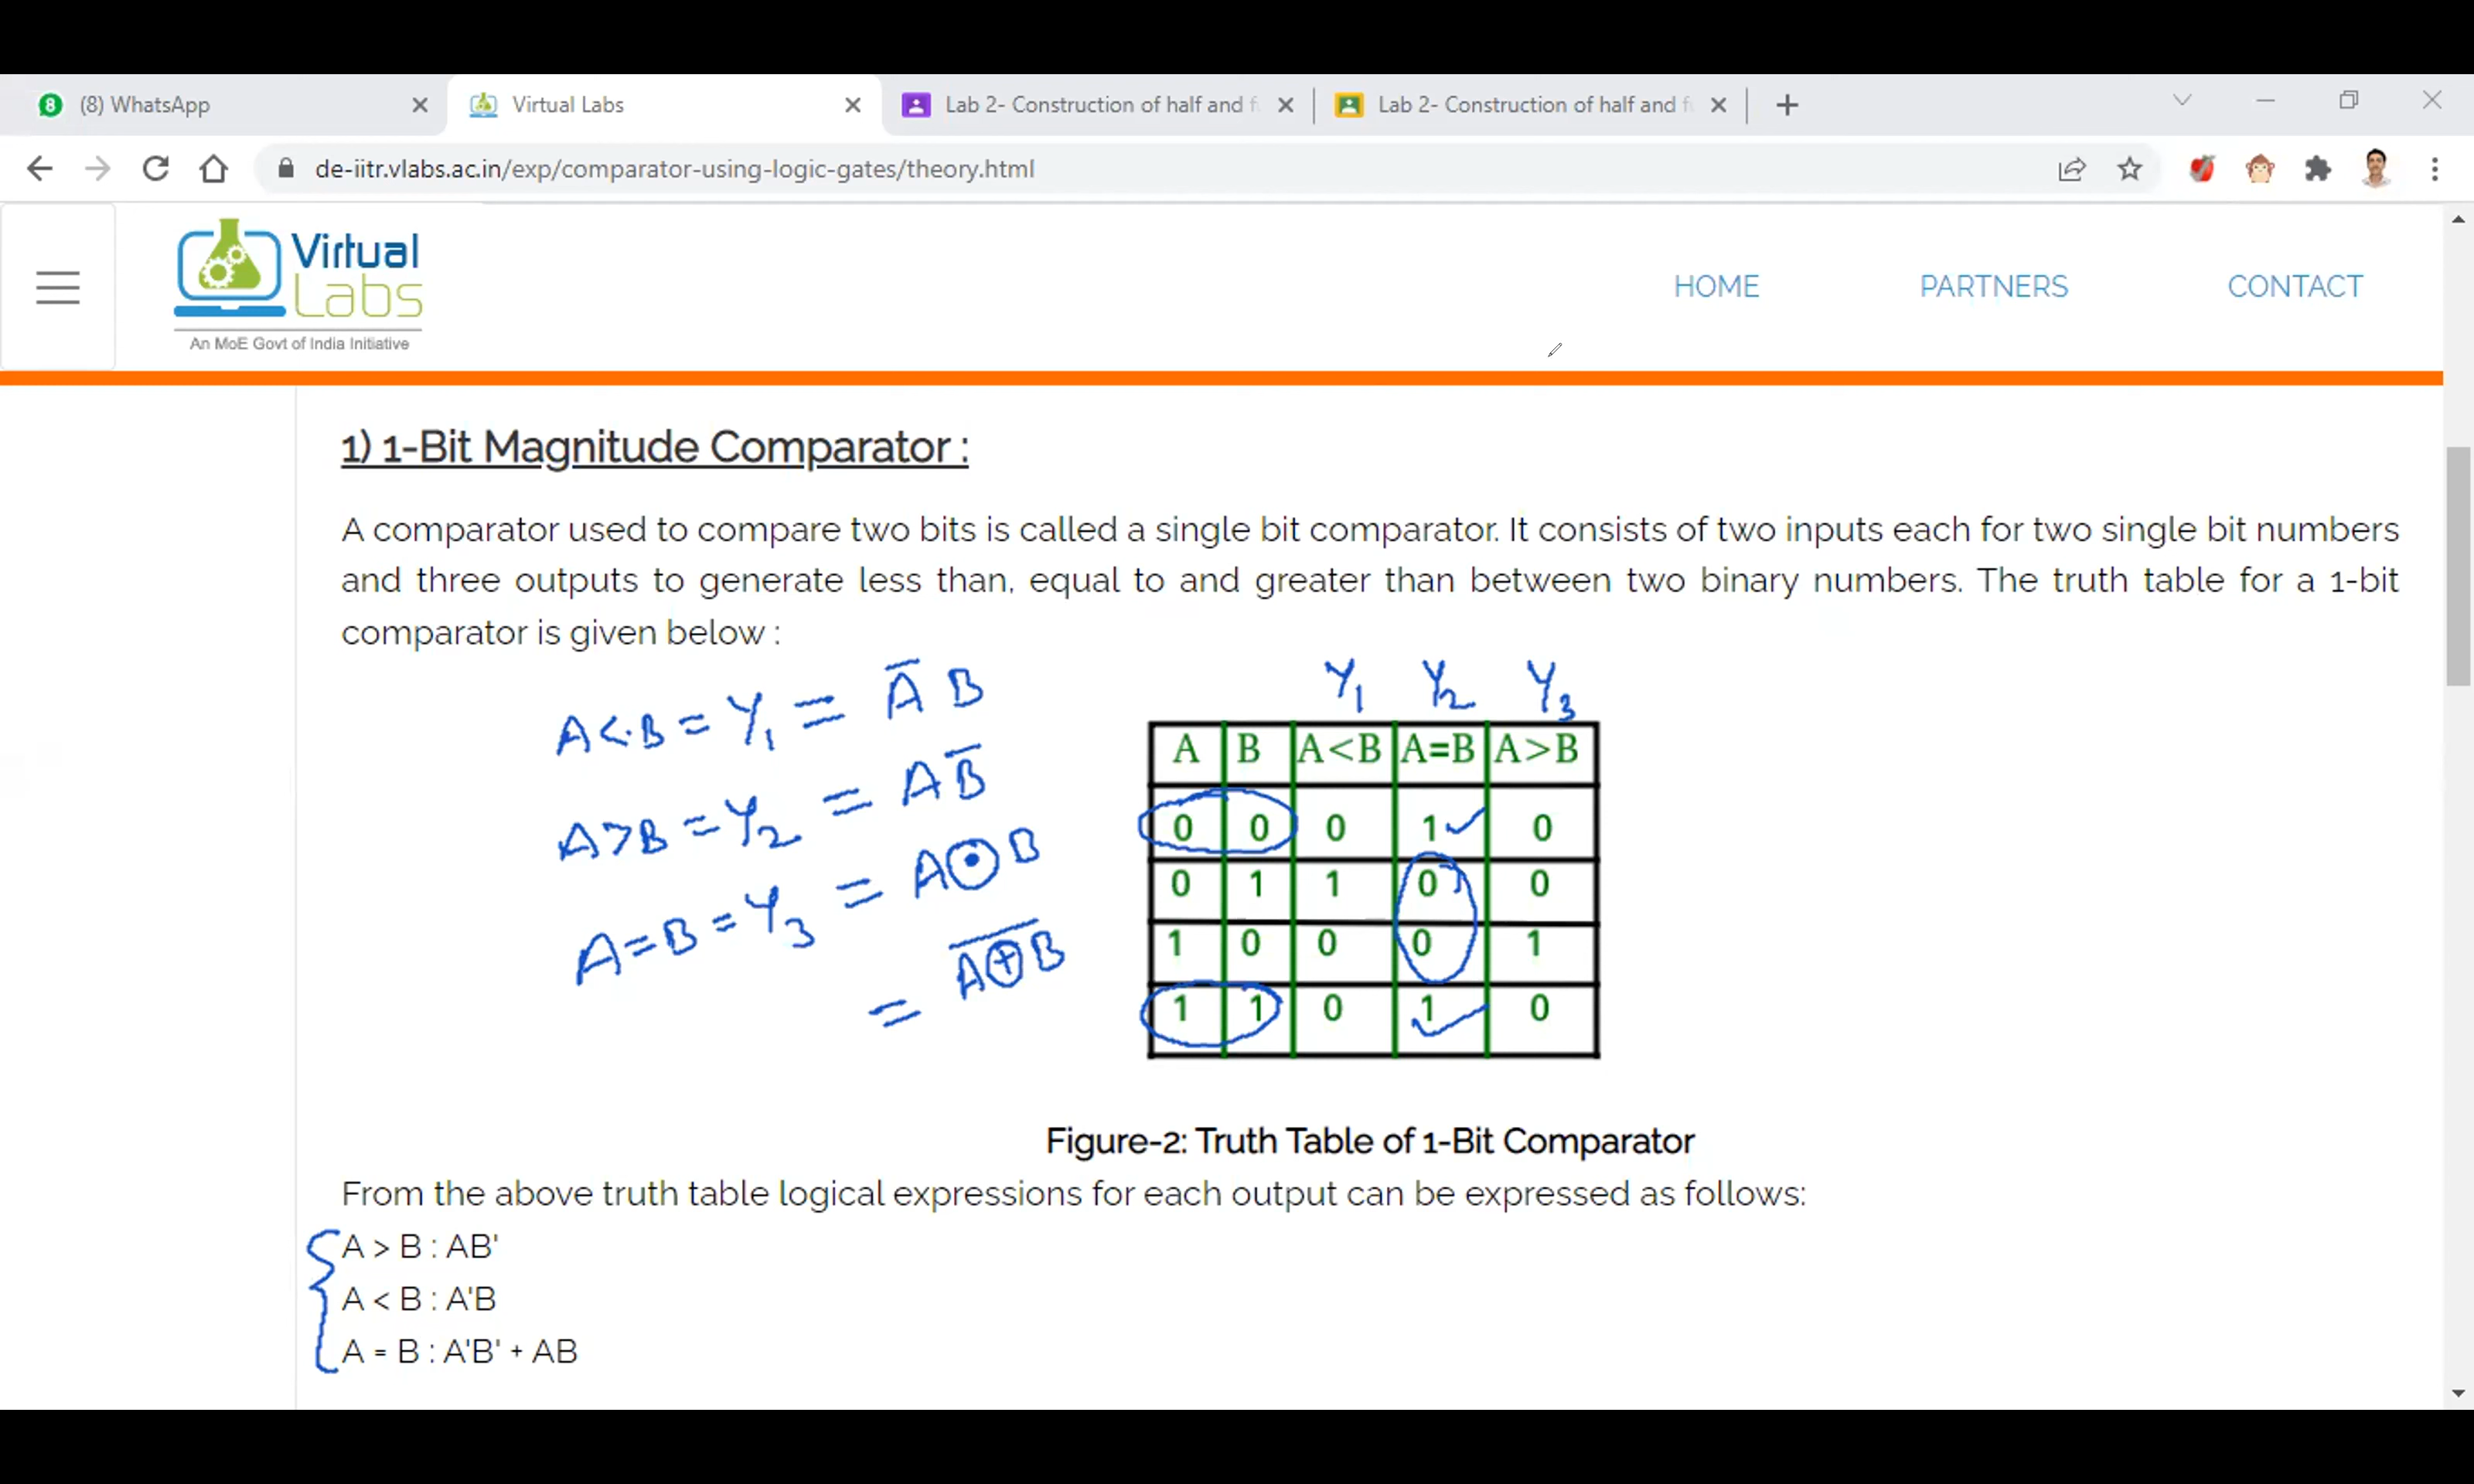 (8) WhatsApp
Virtual Labs
Lab 2- Construction of half and f
Lab 2- Construction of half and f
de-iitr.vlabs.ac.in/exp/comparator-using-logic-gates/theory.html
Virtual
Labs
An MoE Govt of India Initiative
HOME PARTNERS CONTACT
1) 1-Bit Magnitude Comparator :
A comparator used to compare two bits is called a single bit comparator. It consists of two inputs each for two single bit numbers
and three outputs to generate less than, equal to and greater than between two binary numbers. The truth table for a 1-bit
comparator is given below :
A<B = Y₁ = A̅ B
A>B = Y₂ = A B̅
A=B = Y₃ = A ⊙ B
= A̅ ⊕̅ B̅
Y₁ Y₂ Y₃
A B A<B A=B A>B
0 0 0 1 ✓ 0
0 1 1 0 0
1 0 0 0 1
1 1 0 1 ✓ 0
Figure-2: Truth Table of 1-Bit Comparator
From the above truth table logical expressions for each output can be expressed as follows:
A > B : AB'
A < B : A'B
A = B : A'B' + AB